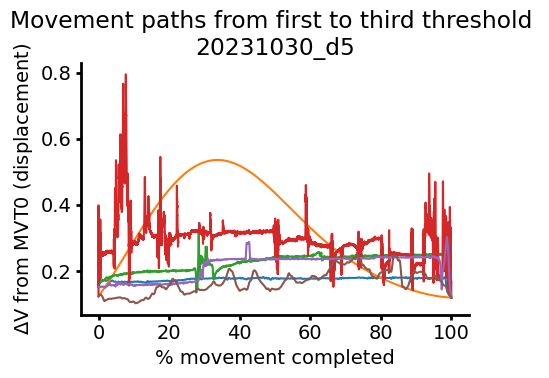 Movement paths from first to third threshold
20231030_d5
ΔV from MVT0 (displacement)
0.8
0.6
0.4
0.2
0 20 40 60 80 100
% movement completed